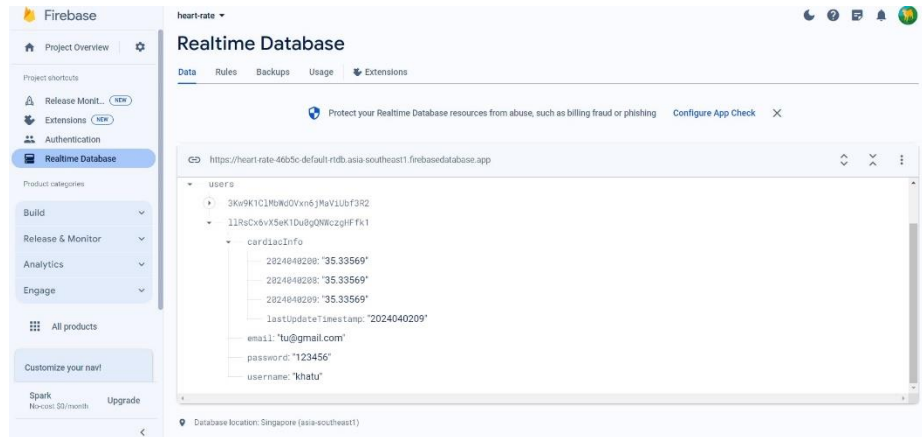 Firebase
heart-rate
Project Overview
Realtime Database
Project shortcuts
Data Rules Backups Usage Extensions
Release Monit... NEW
Extensions NEW
Protect your Realtime Database resources from abuse, such as billing fraud or phishing Configure App Check
Authentication
Realtime Database
https://heart-rate-46b5c-default-rtdb.asia-southeast1.firebasedatabase.app
Product categories
users
3Kw9K1ClMbWdOVxn6jMaViUbf3R2
Build
llRsCx6vX5eK1Du0gQNWczgHFfk1
Release & Monitor
cardiacInfo
2024040200: "35.33569"
Analytics
2024040208: "35.33569"
Engage
2024040209: "35.33569"
lastUpdateTimestamp: "2024040209"
All products
email: "tu@gmail.com"
password: "123456"
Customize your nav!
username: "khatu"
Spark
No-cost $0/month
Upgrade
Database location: Singapore (asia-southeast1)